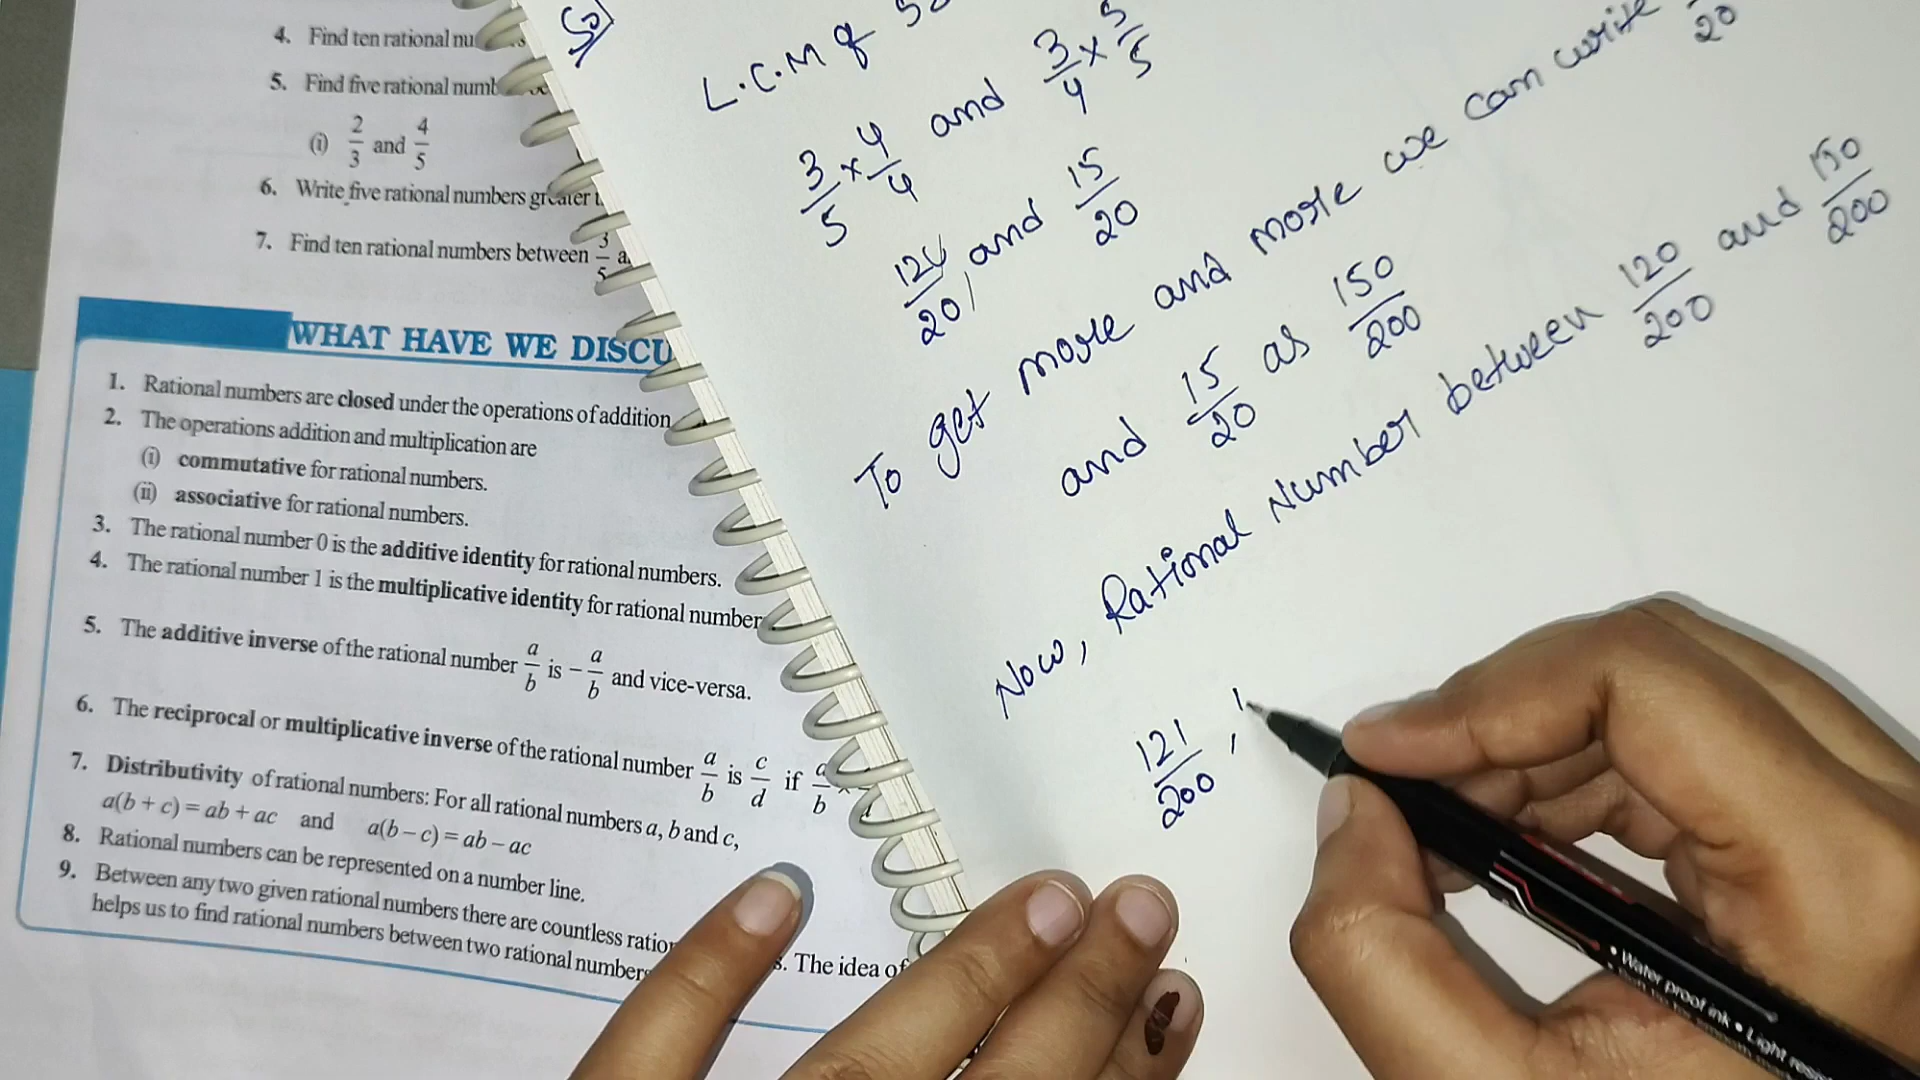 4. Find ten rational
5. Find five rational
(i) 2/3 and 4/5
6. Write five rational numbers greater
7. Find ten rational numbers between 3/5
WHAT HAVE WE
1. Rational numbers are closed under the operations of addition
2. The operations addition and multiplication are
(i) commutative for rational numbers.
(ii) associative for rational numbers.
3. The rational number 0 is the additive identity for rational numbers.
4. The rational number 1 is the multiplicative identity for rational number
5. The additive inverse of the rational number a/b is - a/b and vice-versa.
6. The reciprocal or multiplicative inverse of the rational number a/b is c/d if a/b ×
7. Distributivity of rational numbers: For all rational numbers a, b and c,
a(b + c) = ab + ac and a(b – c) = ab – ac
8. Rational numbers can be represented on a number line.
9. Between any two given rational numbers there are countless
The idea of
helps us to find rational numbers between two rational
L.C.M of
3/5 × 4/4 and 3/4 × 5/5
and 15/20
To get more and more we can write
20
and 15/20 as 150/200
Now, Rational Number between 120/200 and 150/200
121/200 ,
• Water proof ink • Light